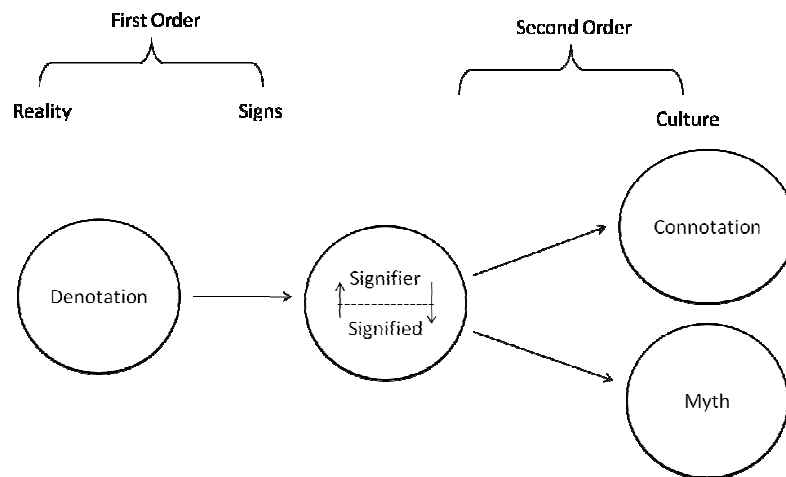 First Order
Second Order
Reality
Signs
Culture
Denotation
Signifier
Signified
Connotation
Myth